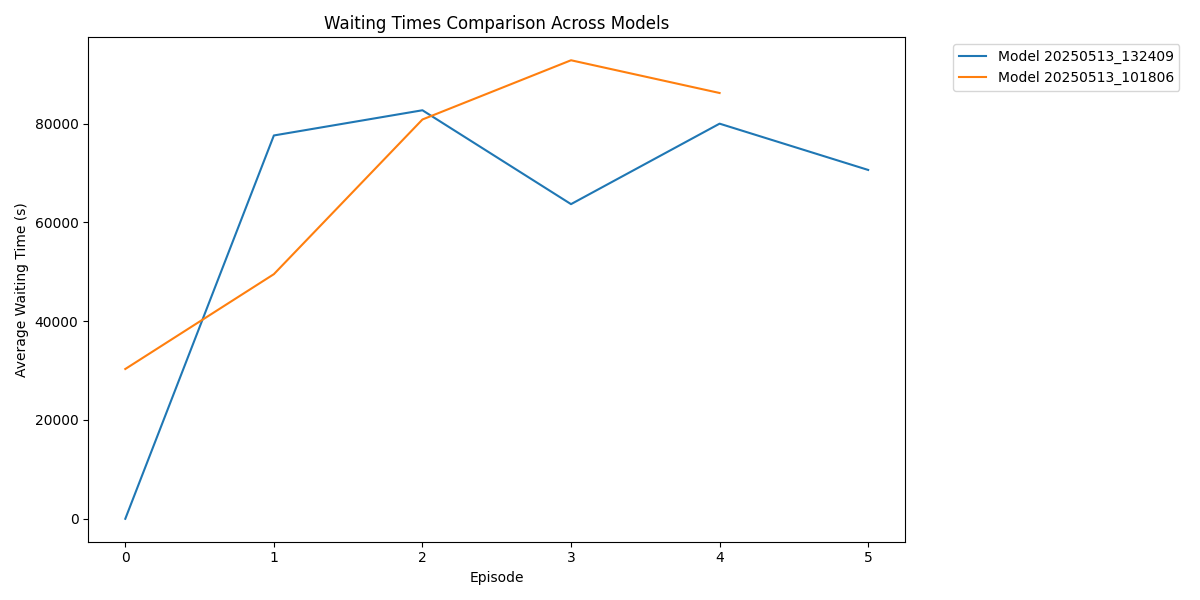 Waiting Times Comparison Across Models
Model 20250513_132409
Model 20250513_101806
Average Waiting Time (s)
80000
60000
40000
20000
0
0 1 2 3 4 5
Episode